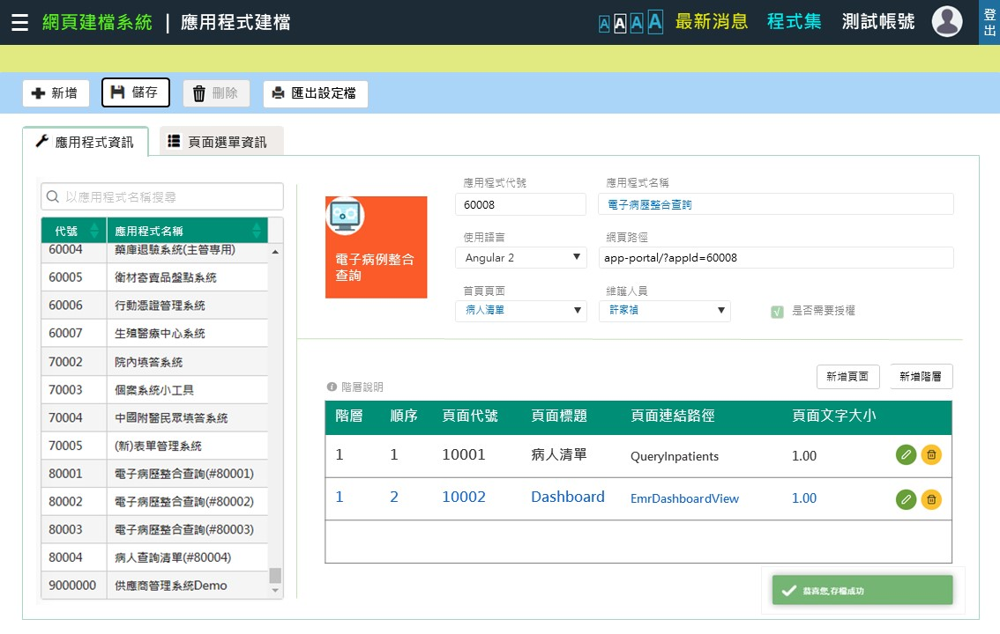 網頁建檔系統 | 應用程式建檔
A A A A 最新消息 程式集 測試帳號 登出
新增 儲存 刪除 匯出設定檔
應用程式資訊 頁面選單資訊
以應用程式名稱搜尋
代號 應用程式名稱
60004 藥庫退驗系統(主管專用)
60005 衛材寄賣品盤點系統
60006 行動憑證管理系統
60007 生殖醫療中心系統
70002 院內填答系統
70003 個案系統小工具
70004 中國附醫民眾填答系統
70005 (新)表單管理系統
80001 電子病歷整合查詢(#80001)
80002 電子病歷整合查詢(#80002)
80003 電子病歷整合查詢(#80003)
80004 病人查詢清單(#80004)
9000000 供應商管理系統Demo
電子病例整合
查詢
應用程式代號 應用程式名稱
60008 電子病歷整合查詢
使用語言 網頁路徑
Angular 2 app-portal/?appId=60008
首頁頁面 維護人員
病人清單 許家禎 是否需要授權
階層說明 新增頁面 新增階層
階層 順序 頁面代號 頁面標題 頁面連結路徑 頁面文字大小
1 1 10001 病人清單 QueryInpatients 1.00
1 2 10002 Dashboard EmrDashboardView 1.00
恭喜您,存檔成功